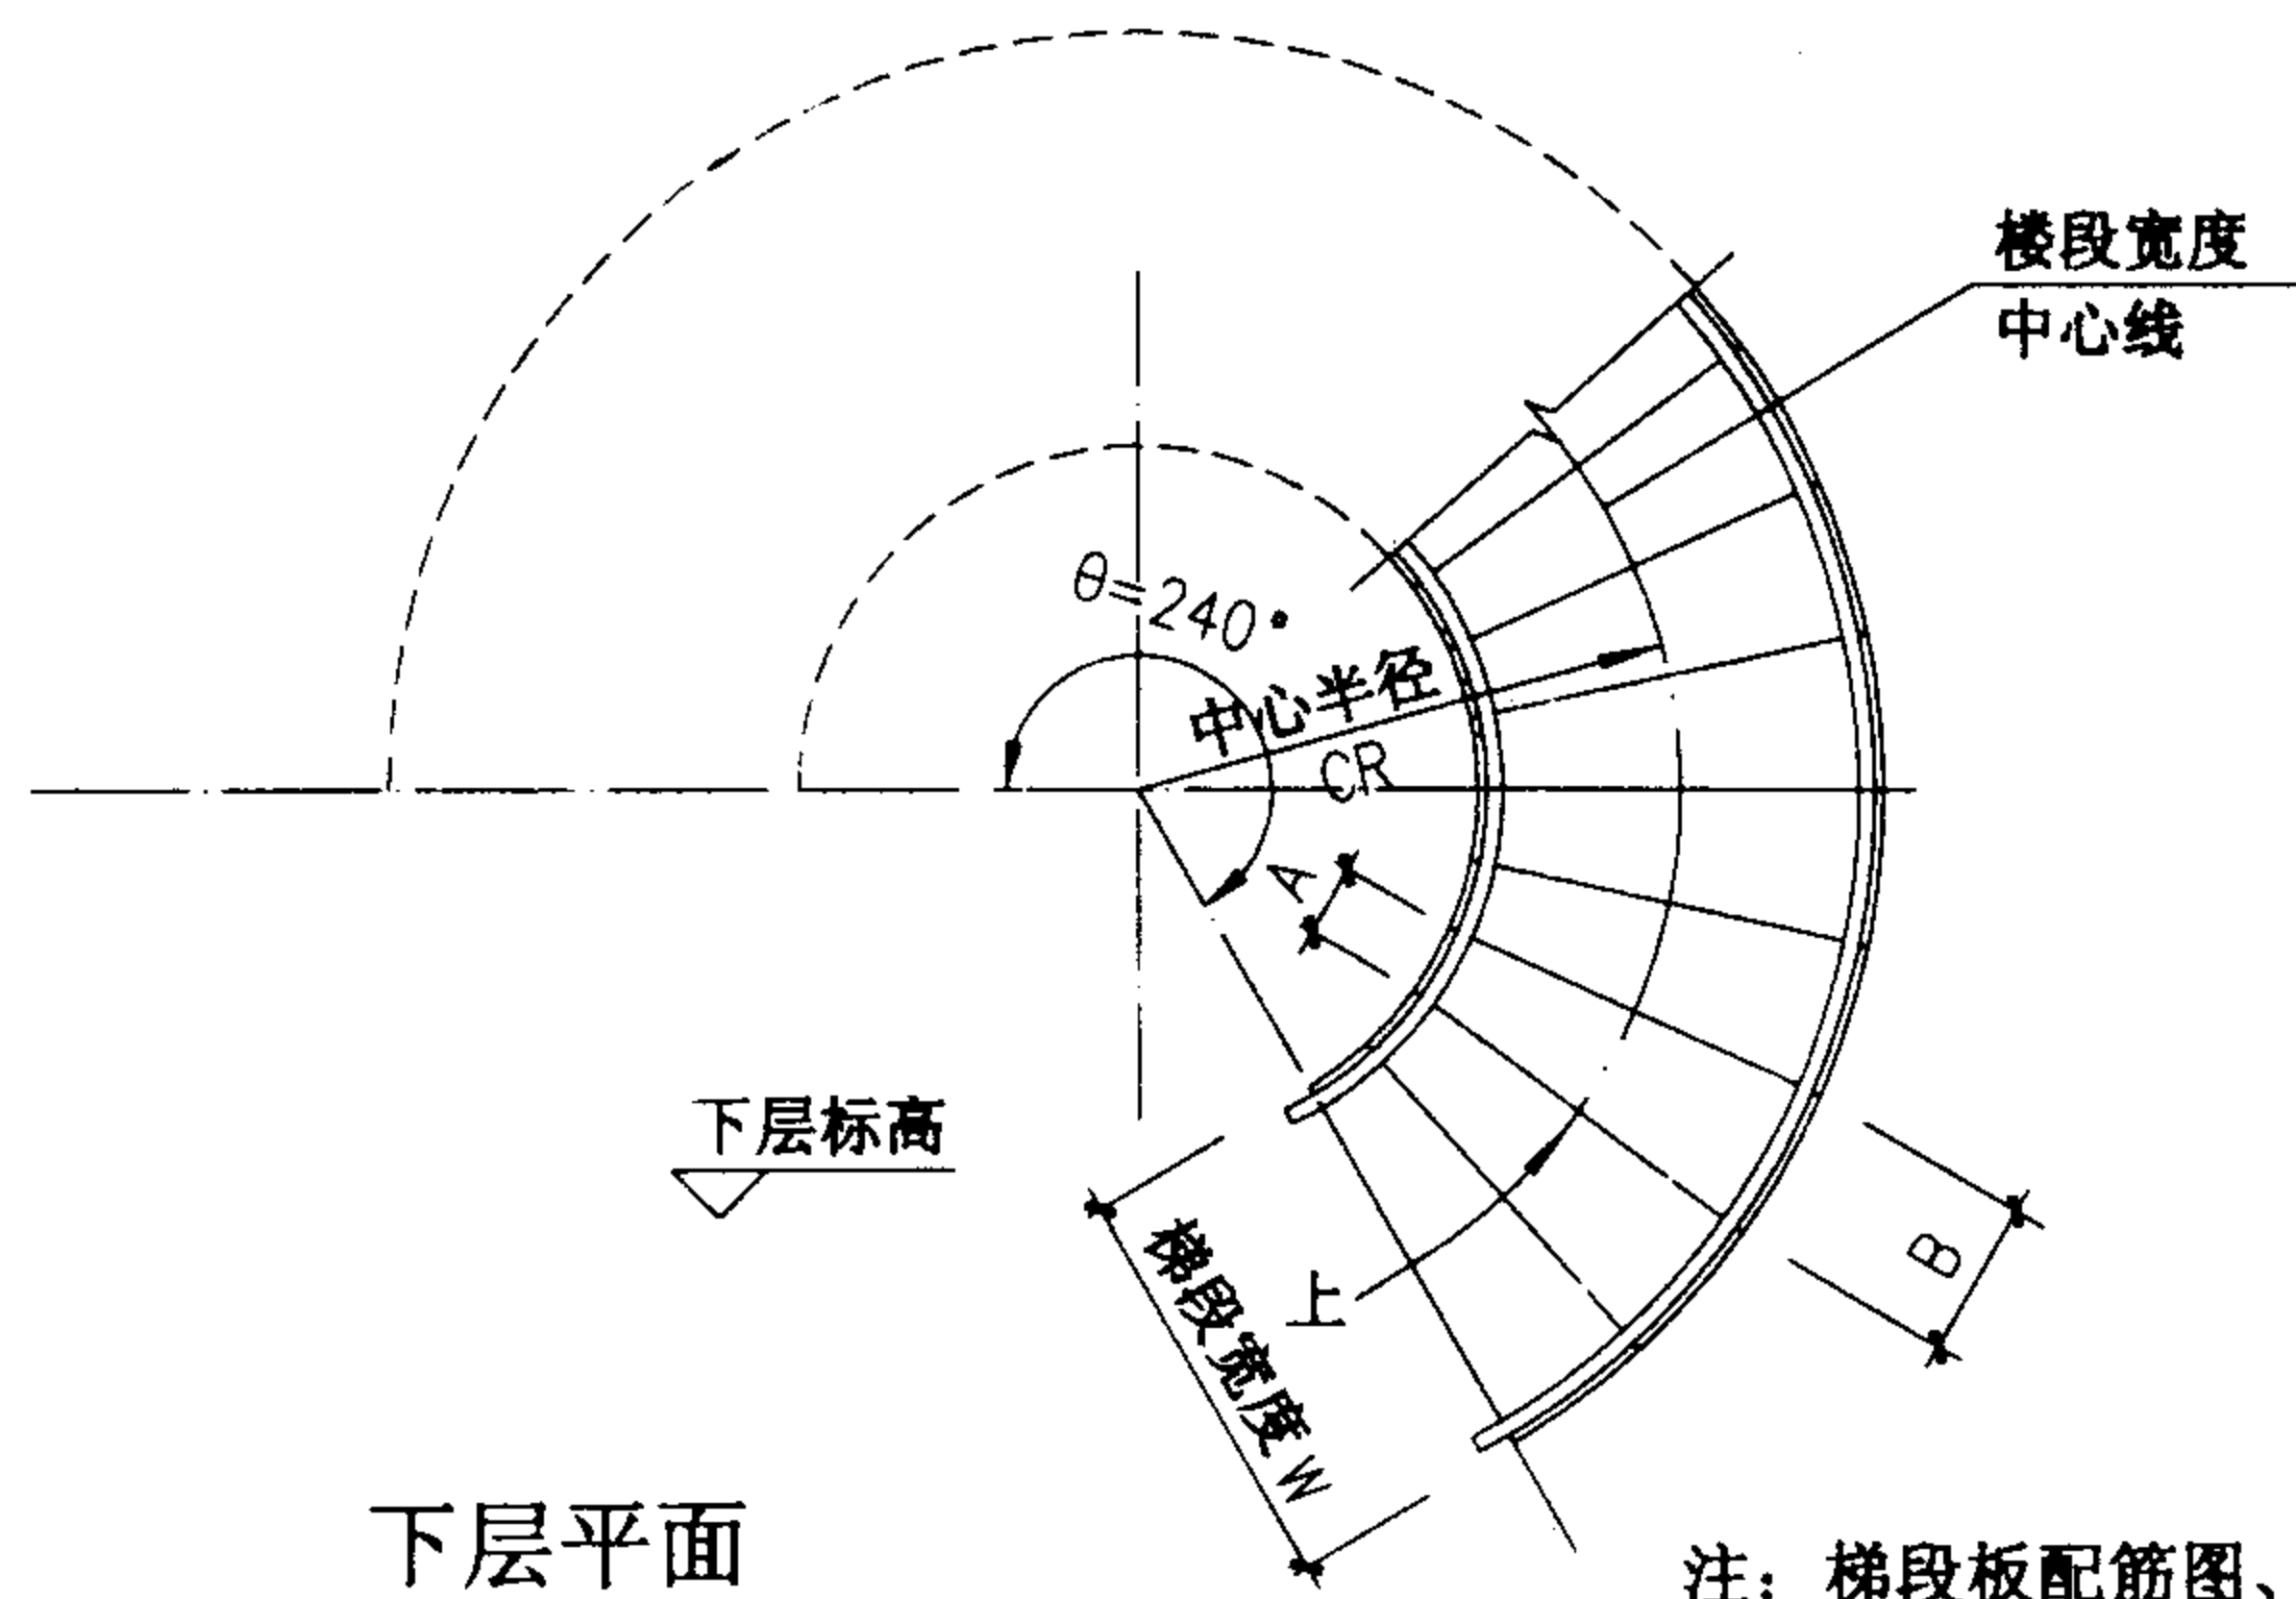 楼段宽度
中心线
θ=240°
中心半径
CR
A
下层标高
B
上
梯段宽度W
下层平面
注：梯段板配筋图、